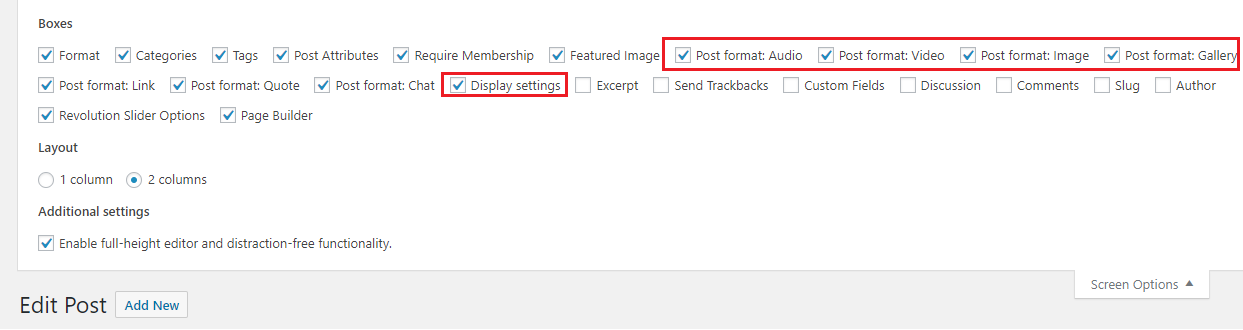 Boxes
Format Categories Tags Post Attributes Require Membership Featured Image Post format: Audio Post format: Video Post format: Image Post format: Gallery
Post format: Link Post format: Quote Post format: Chat Display settings Excerpt Send Trackbacks Custom Fields Discussion Comments Slug Author
Revolution Slider Options Page Builder
Layout
1 column 2 columns
Additional settings
Enable full-height editor and distraction-free functionality.
Screen Options
Edit Post Add New